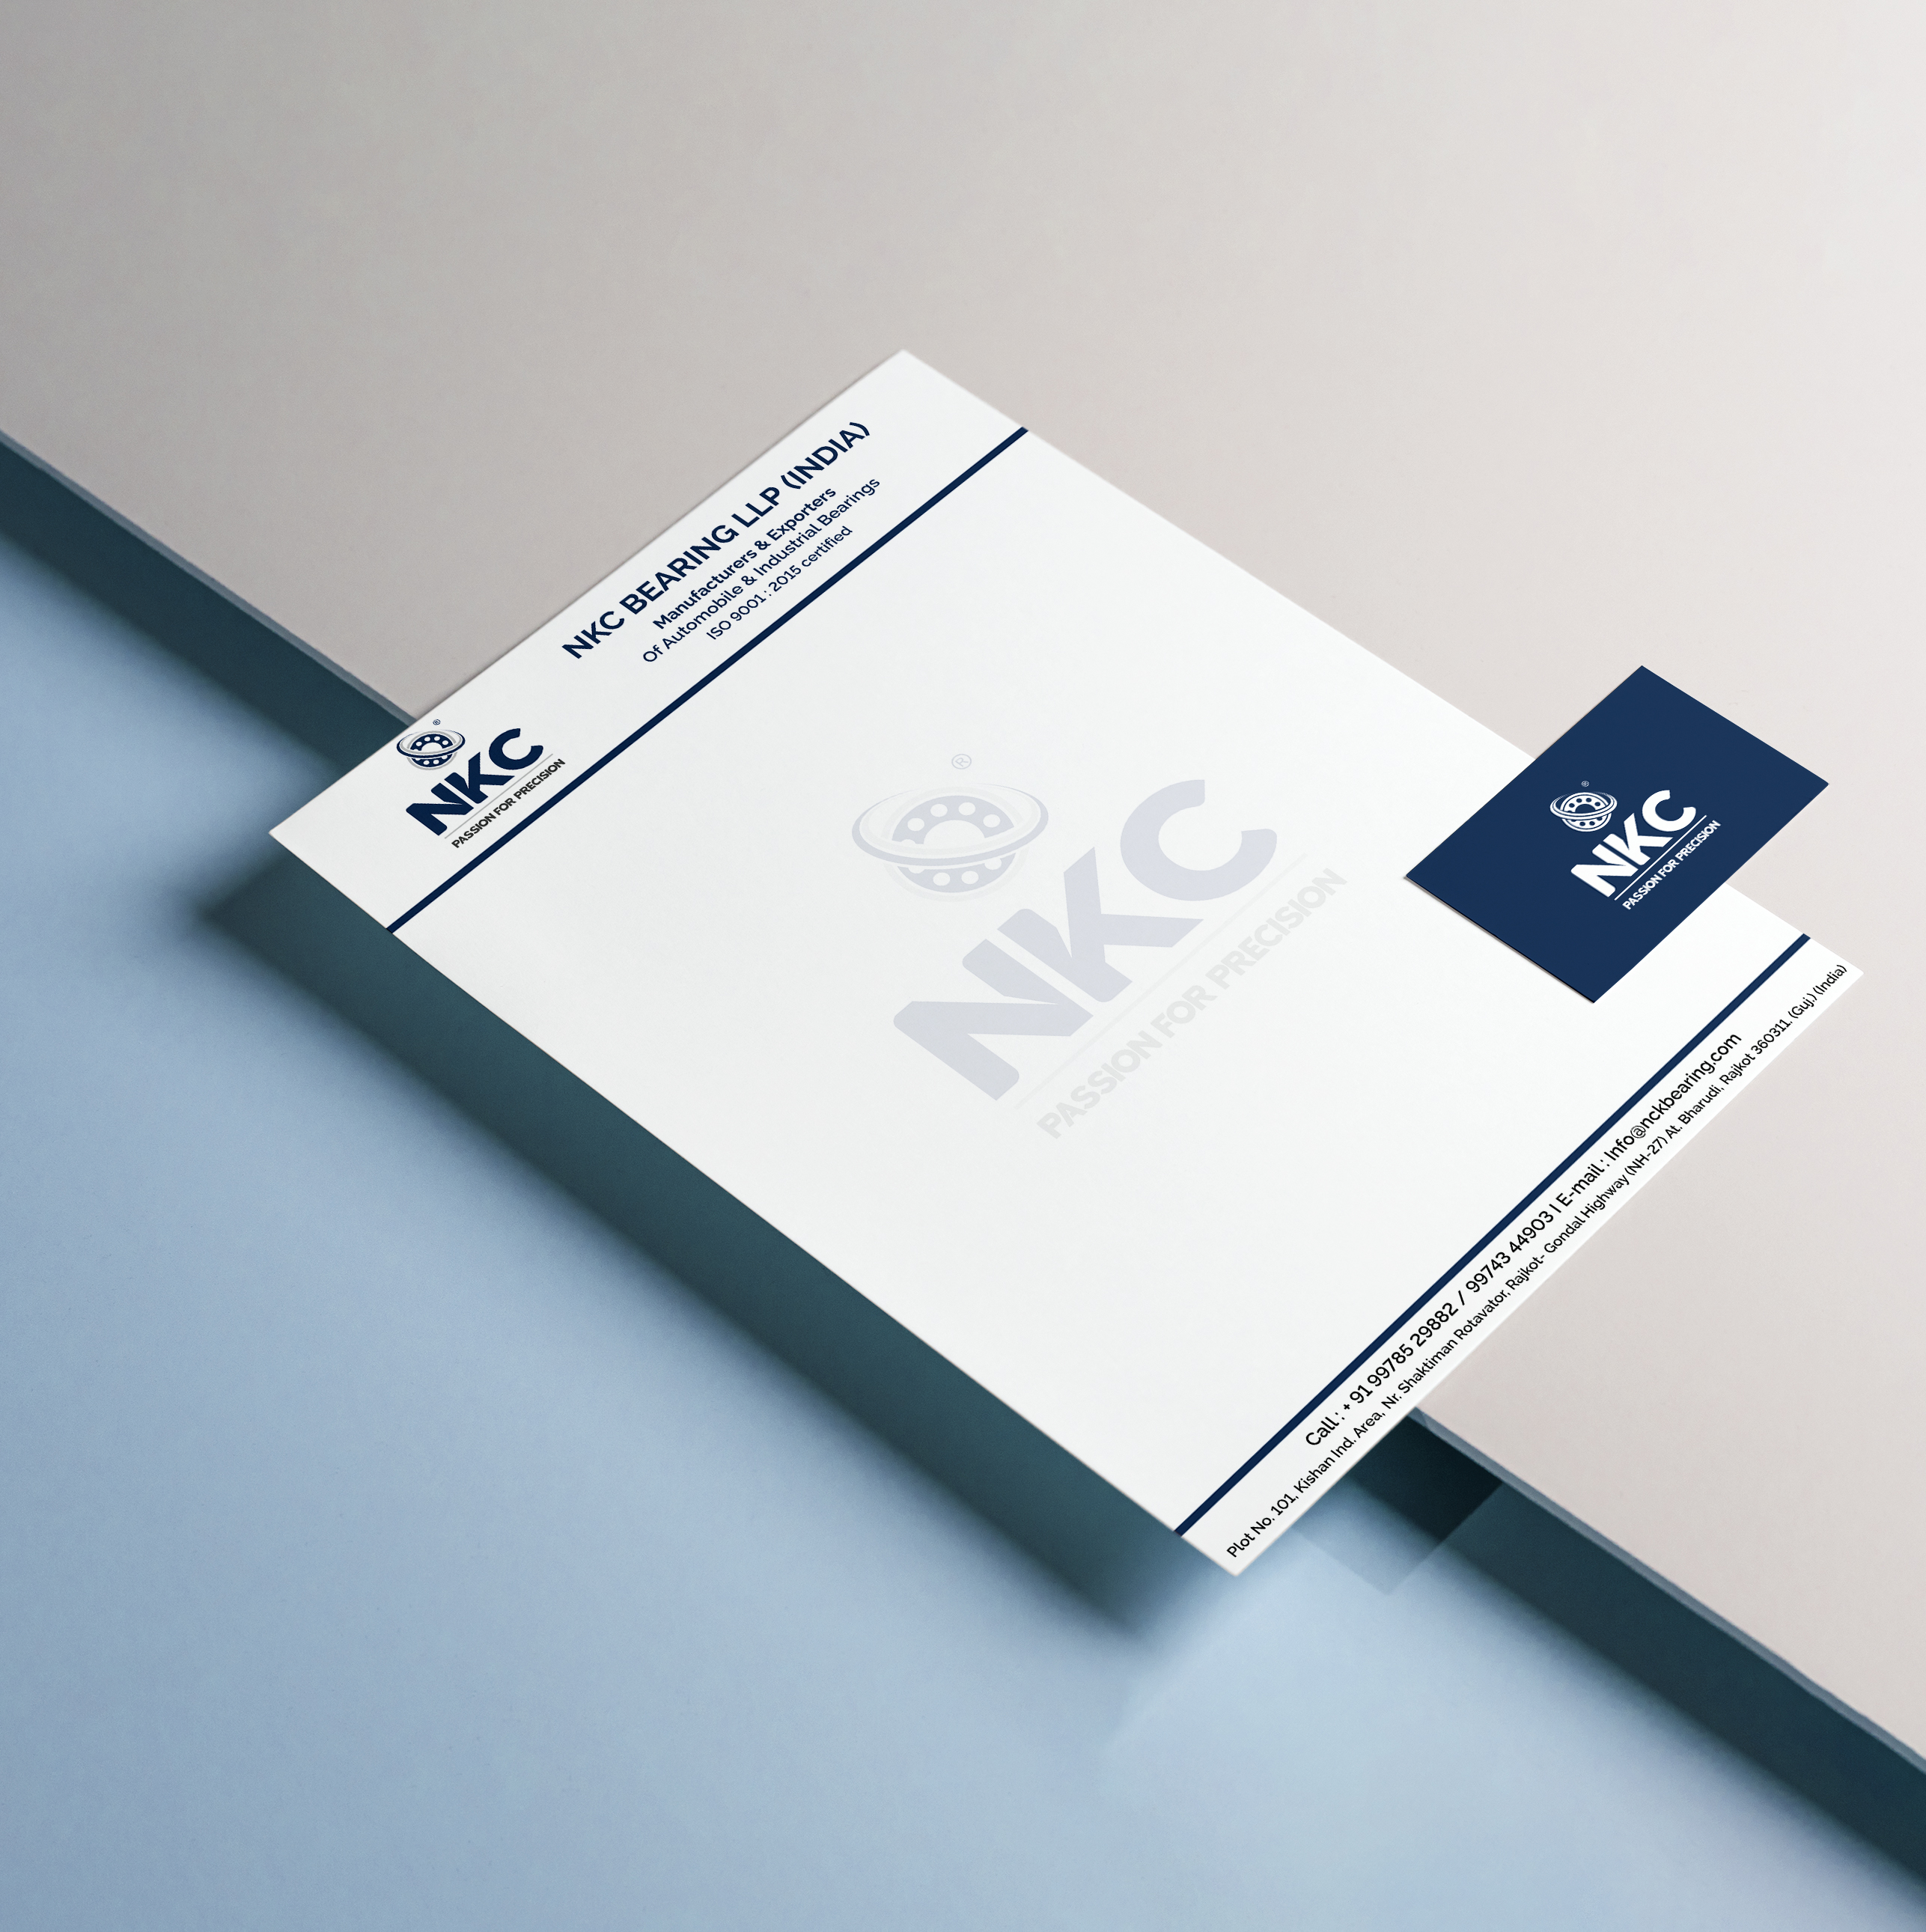 NKC BEARING LLP (INDIA)
Manufacturers & Exporters
Of Automobile & Industrial Bearings
ISO 9001 : 2015 certified
®
NKC
PASSION FOR PRECISION
®
NKC
PASSION FOR PRECISION
®
NKC
PASSION FOR PRECISION
Call : + 91 99785 29882 / 99743 44903 | E-mail : Info@nckbearing.com
Plot No. 101, Kishan Ind. Area, Nr. Shaktiman Rotavator, Rajkot- Gondal Highway (NH-27) At. Bharudi, Rajkot 360311. (Guj.) (India)